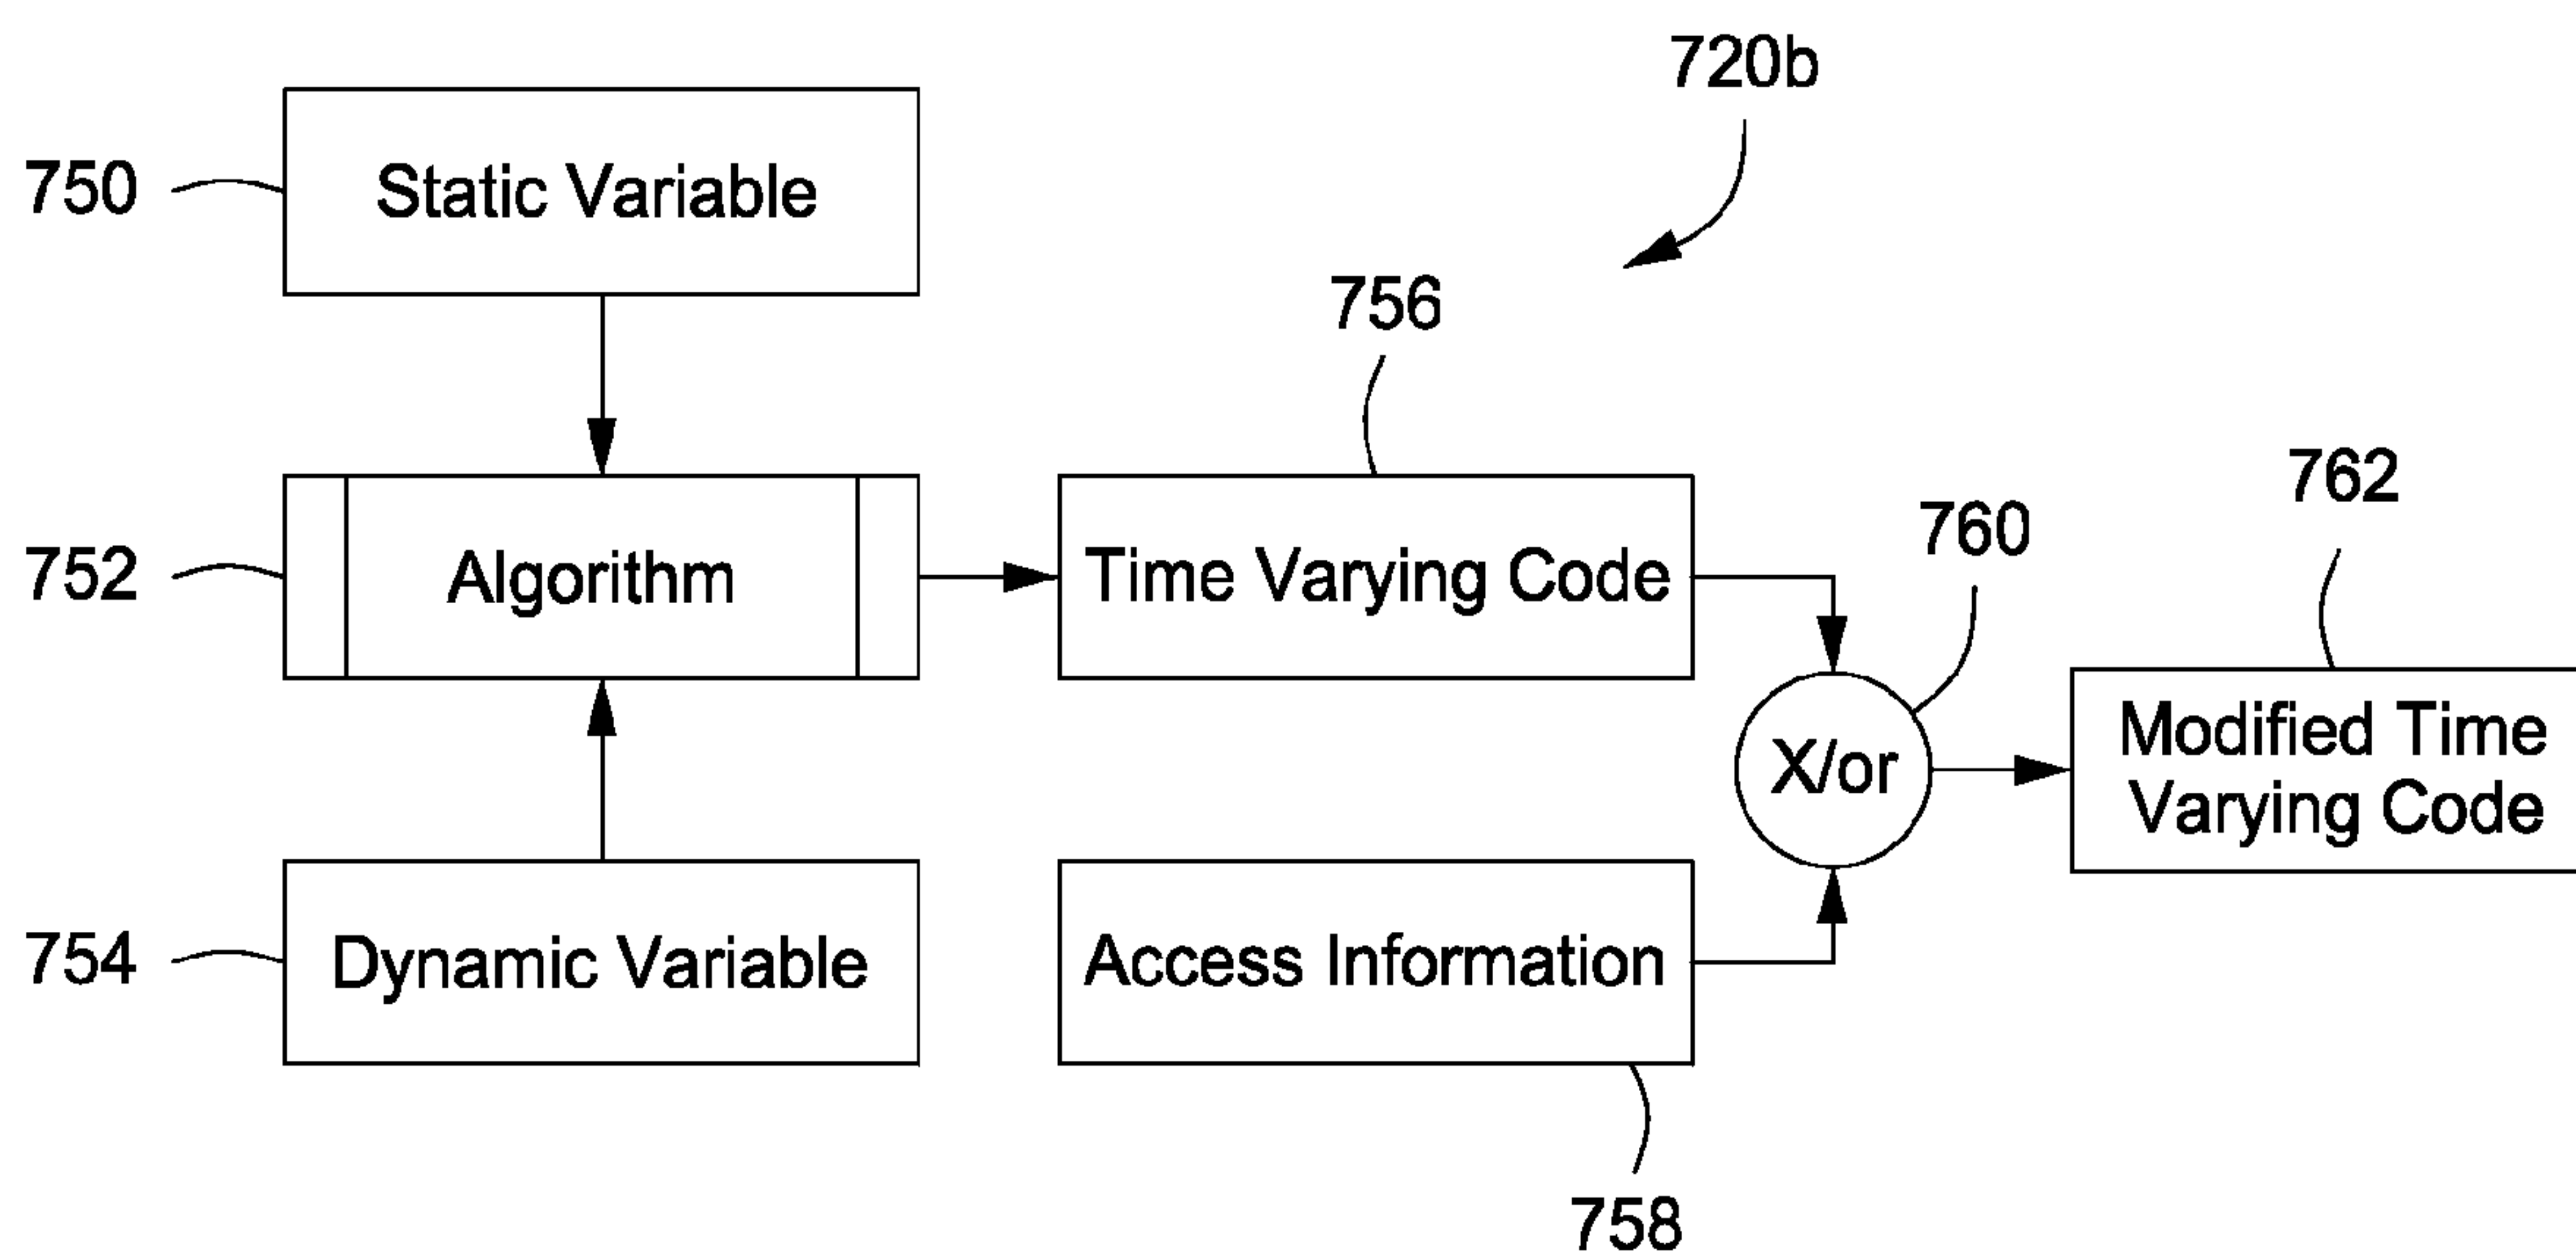 720b
750
Static Variable
756
762
760
752
Algorithm
Time Varying Code
X/or
Modified Time
Varying Code
754
Dynamic Variable
Access Information
758